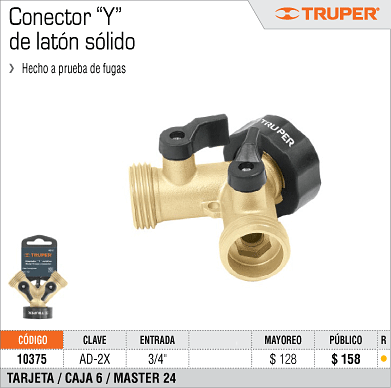 Conector “Y”
de latón sólido
TRUPER®
› Hecho a prueba de fugas
TRUPER
TRUPER
CÓDIGO CLAVE ENTRADA MAYOREO PÚBLICO R
10375 AD-2X 3/4" $ 128 $ 158
TARJETA / CAJA 6 / MASTER 24